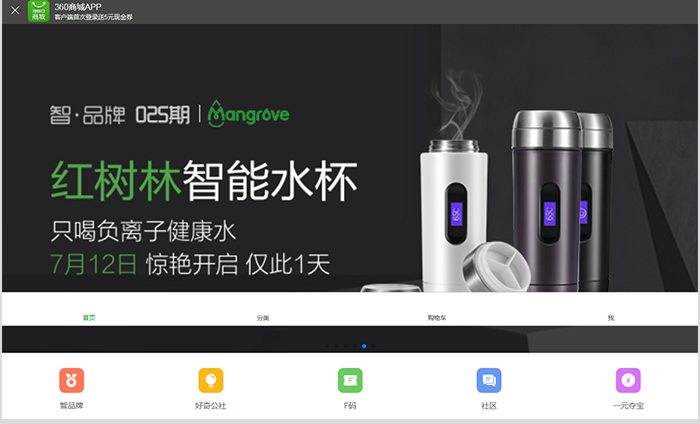 360商城APP
客户端首次登录送5元现金券
360
商城
智·品牌 025期 | Mangrove
红树林智能水杯
只喝负离子健康水
7月12日 惊艳开启 仅此1天
首页 分类 购物车 我
智品牌 好奇公社 F码 社区 一元夺宝